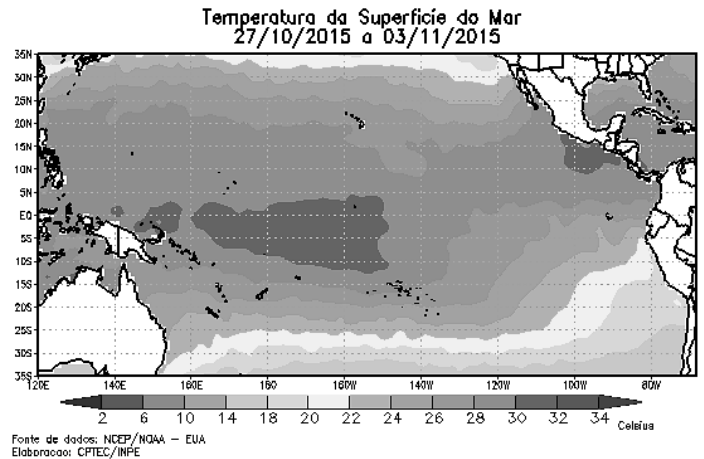 Temperatura da Superficie do Mar
27/10/2015 a 03/11/2015
35N
30N
25N
20N
15N
10N
5N
EQ
5S
10S
15S
20S
25S
30S
35S
120E 140E 160E 180 160W 140W 120W 100W 80W
2 6 10 14 18 20 22 24 26 28 30 32 34
Celsius
Fonte de dados: NCEP/NOAA – EUA
Elaboracao: CPTEC/INPE